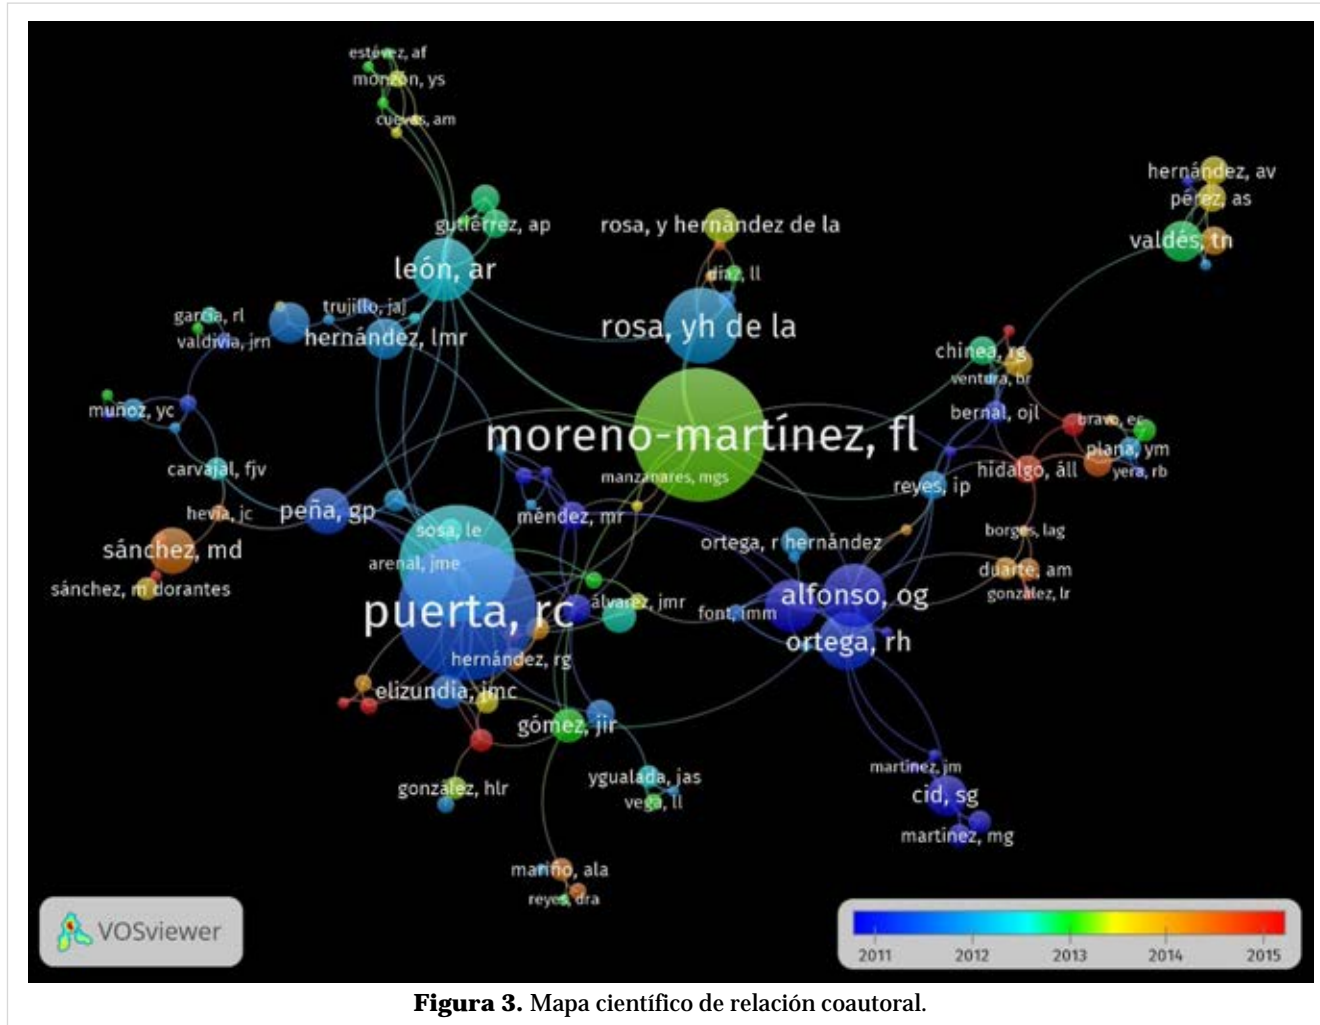 estévez, af
monzón, ys
cuevas, am
hernández, av
pérez, as
gutiérrez, ap
rosa, y hernández de la
valdés, tn
león, ar
díaz, ll
trujillo, jaj
garcía, rl
rosa, yh de la
hernández, lmr
valdivia, jrn
chinea, rg
ventura, br
muñoz, yc
bernal, ojl
bravo, ec
moreno-martínez, fl
plana, ym
carvajal, fjv
hidalgo, áll
yera, rb
manzanares, mgs
reyes, ip
hevia, jc
peña, gp
méndez, mr
sosa, le
borges, lag
sánchez, md
ortega, r hernández
arenal, jme
duarte, am
sánchez, m dorantes
alfonso, og
gonzález, lr
puerta, rc
álvarez, jmr
font, imm
ortega, rh
hernández, rg
elizundia, jmc
gómez, jir
martínez, jm
ygualada, jas
gonzález, hlr
cid, sg
vega, ll
martínez, mg
mariño, ala
reyes, dra
VOSviewer
2011 2012 2013 2014 2015
Figura 3. Mapa científico de relación coautoral.